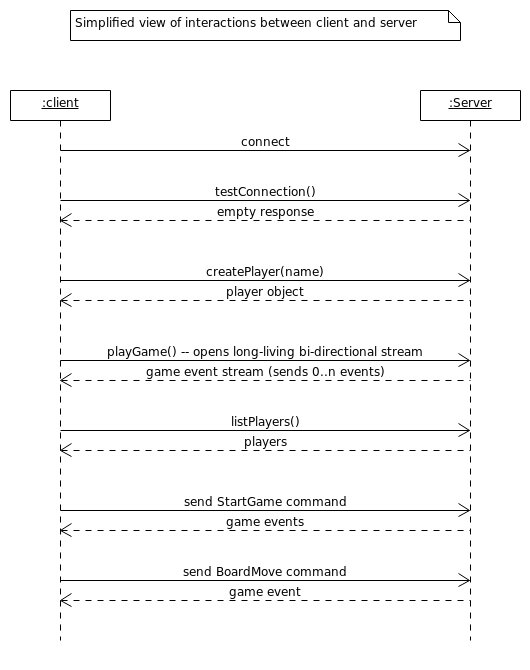 Simplified view of interactions between client and server
:client
:Server
connect
testConnection()
empty response
createPlayer(name)
player object
playGame() -- opens long-living bi-directional stream
game event stream (sends 0..n events)
listPlayers()
players
send StartGame command
game events
send BoardMove command
game event